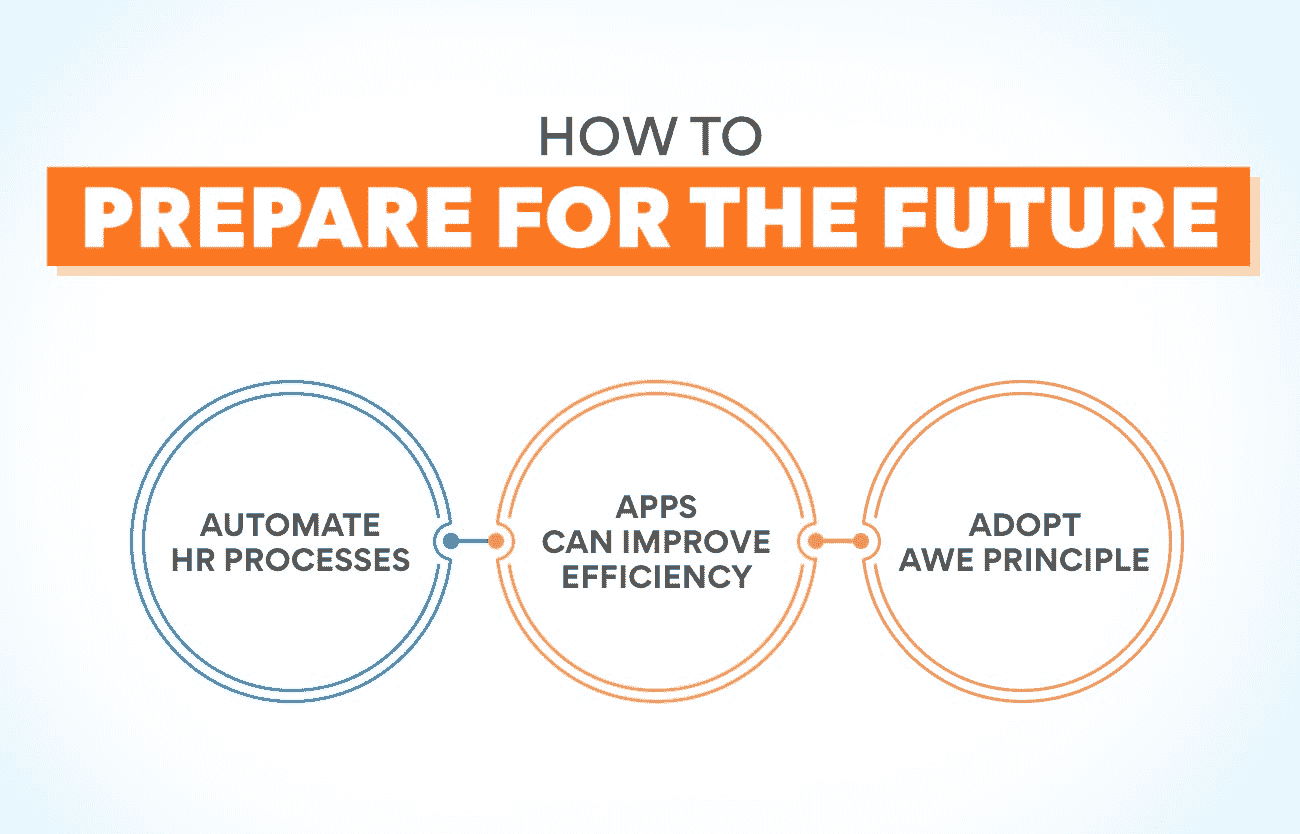 HOW TO
PREPARE FOR THE FUTURE
AUTOMATE
HR PROCESSES
APPS
CAN IMPROVE
EFFICIENCY
ADOPT
AWE PRINCIPLE